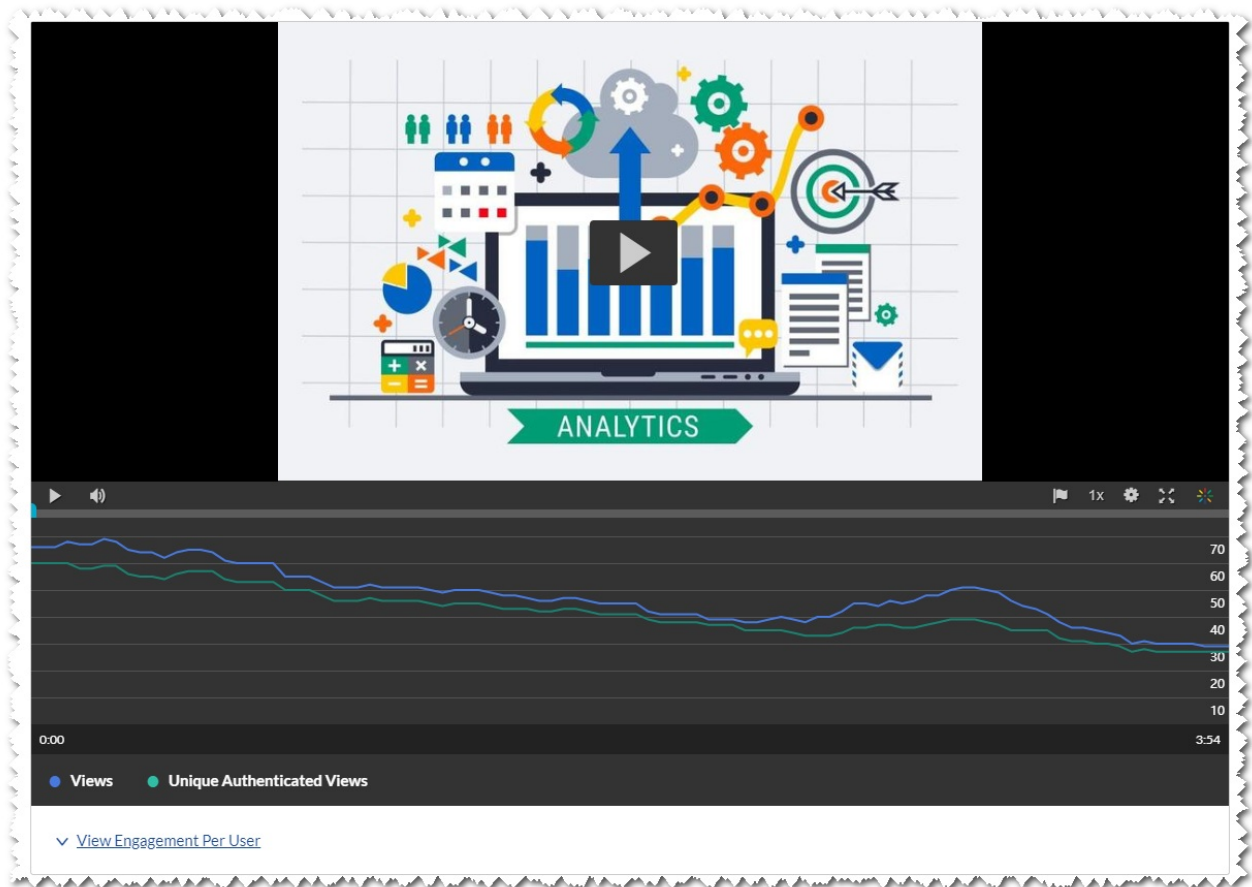 ANALYTICS
1x
70
60
50
40
30
20
10
0:00 3:54
Views Unique Authenticated Views
View Engagement Per User